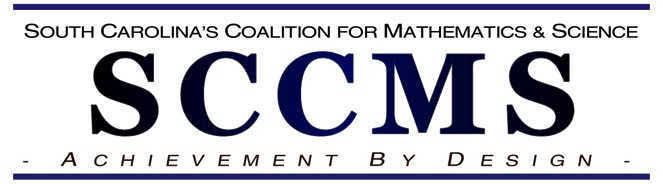 SOUTH CAROLINA'S COALITION FOR MATHEMATICS & SCIENCE
SCCMS
- ACHIEVEMENT BY DESIGN -